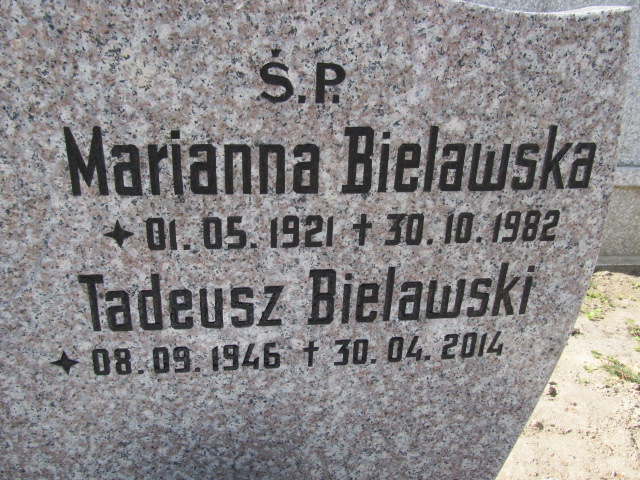 Ś.P.
Marianna Bielawska
✦ 01. 05. 1921 ✝ 30. 10. 1982
Tadeusz Bielawski
✦ 08. 09. 1946 ✝ 30. 04. 2014